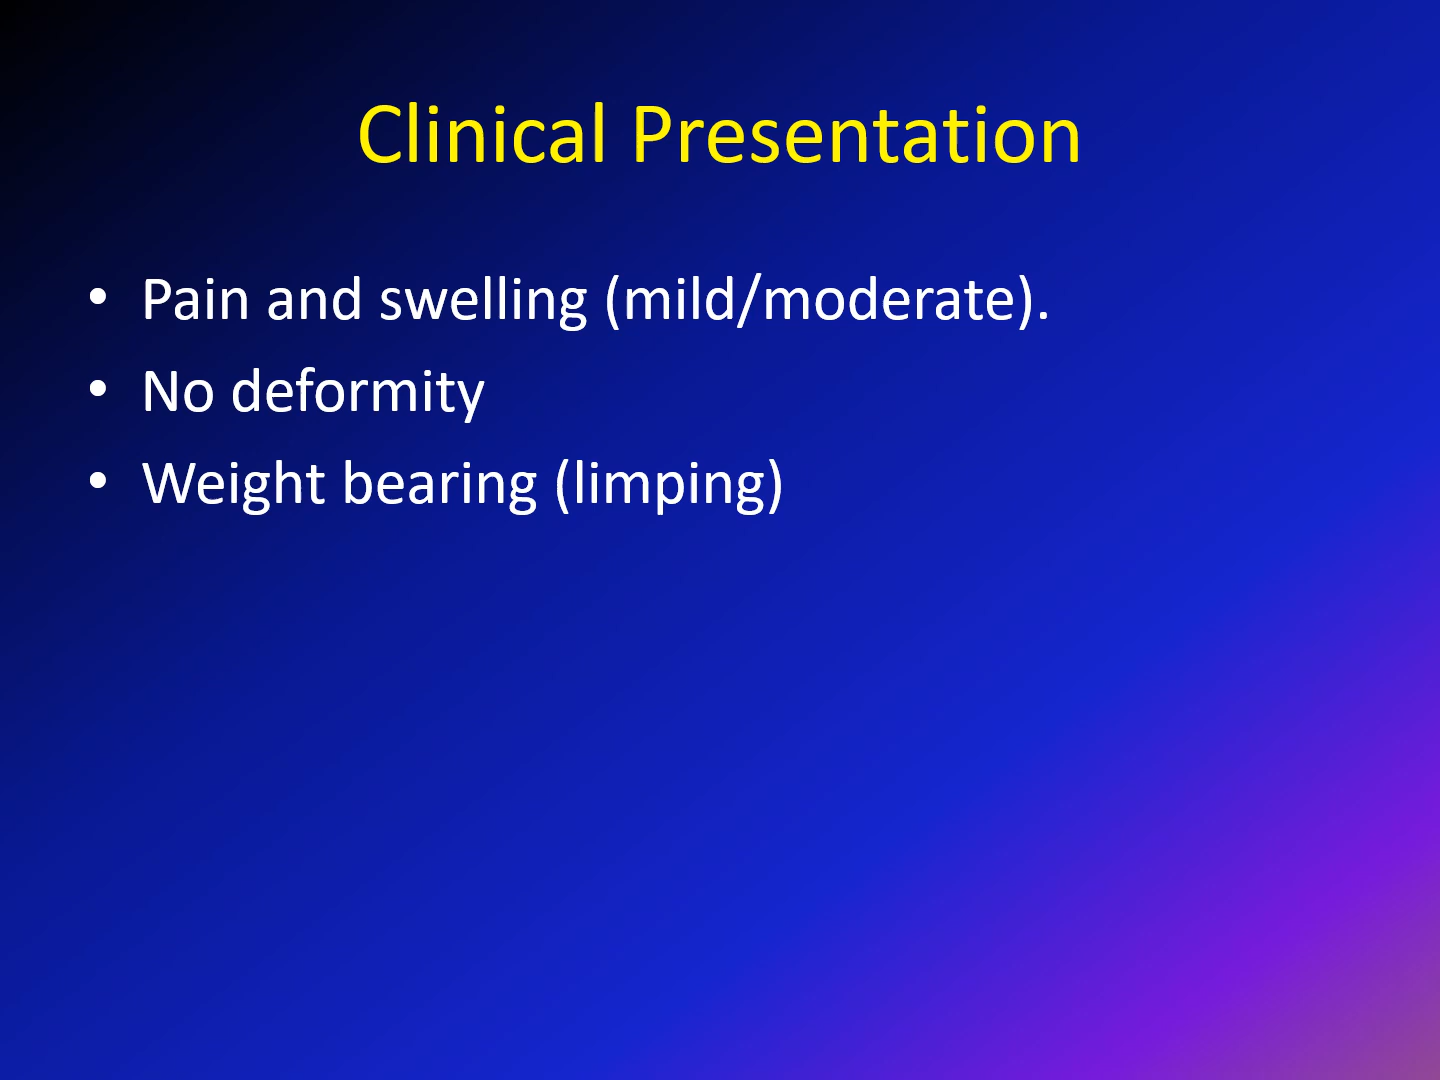 Clinical Presentation
• Pain and swelling (mild/moderate).
• No deformity
• Weight bearing (limping)